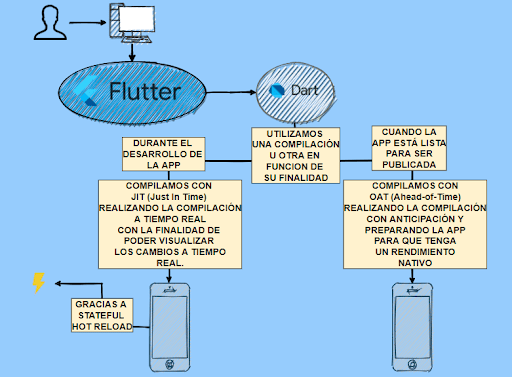 Flutter
Dart
UTILIZAMOS
UNA COMPILACIÓN
U OTRA EN
FUNCION DE
SU FINALIDAD
DURANTE EL
DESARROLLO DE
LA APP
CUANDO LA
APP ESTÁ LISTA
PARA SER
PUBLICADA
COMPILAMOS CON
JIT (Just In Time)
REALIZANDO LA COMPILACIÓN
A TIEMPO REAL
CON LA FINALIDAD DE
PODER VISUALIZAR
LOS CAMBIOS A TIEMPO
REAL.
COMPILAMOS CON
OAT (Ahead-of-Time)
REALIZANDO LA COMPILACIÓN
CON ANTICIPACIÓN Y
PREPARANDO LA APP
PARA QUE TENGA
UN RENDIMIENTO
NATIVO
GRACIAS A
STATEFUL
HOT RELOAD